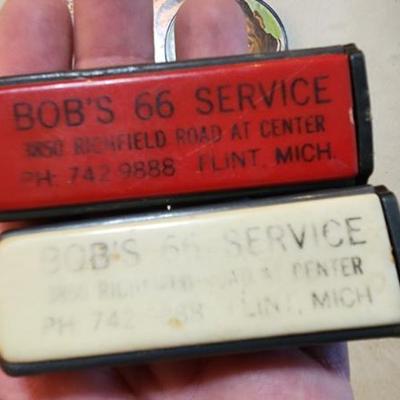 BOB'S 66 SERVICE
3850 RICHFIELD ROAD AT CENTER
PH: 742 9888 FLINT, MICH.
BOB'S 66 SERVICE
3850 CENTER
PH 742 FLINT, MICH